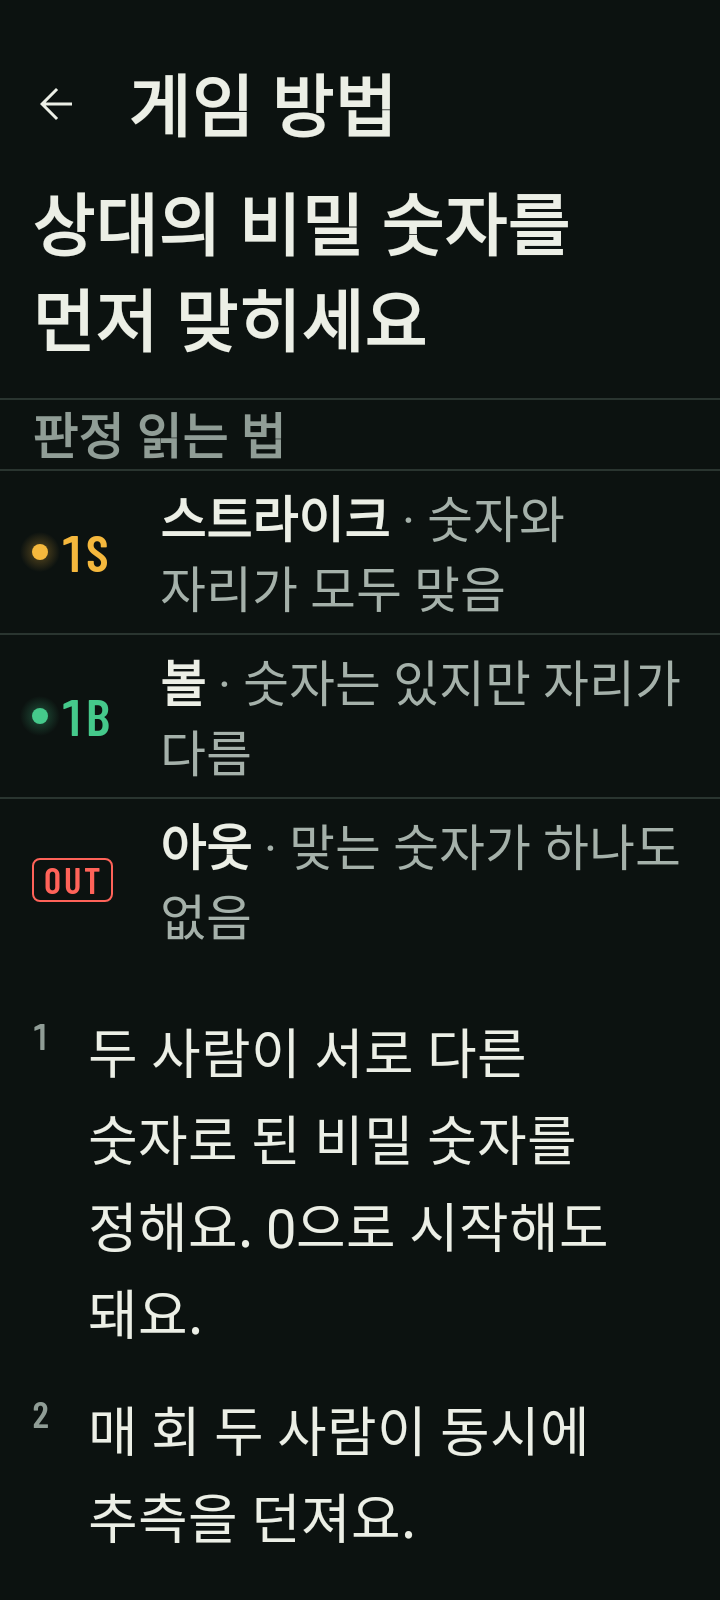 게임 방법
상대의 비밀 숫자를
먼저 맞히세요
판정 읽는 법
1S 스트라이크 · 숫자와
자리가 모두 맞음
1B 볼 · 숫자는 있지만 자리가
다름
OUT 아웃 · 맞는 숫자가 하나도
없음
1 두 사람이 서로 다른
숫자로 된 비밀 숫자를
정해요. 0으로 시작해도
돼요.
2 매 회 두 사람이 동시에
추측을 던져요.